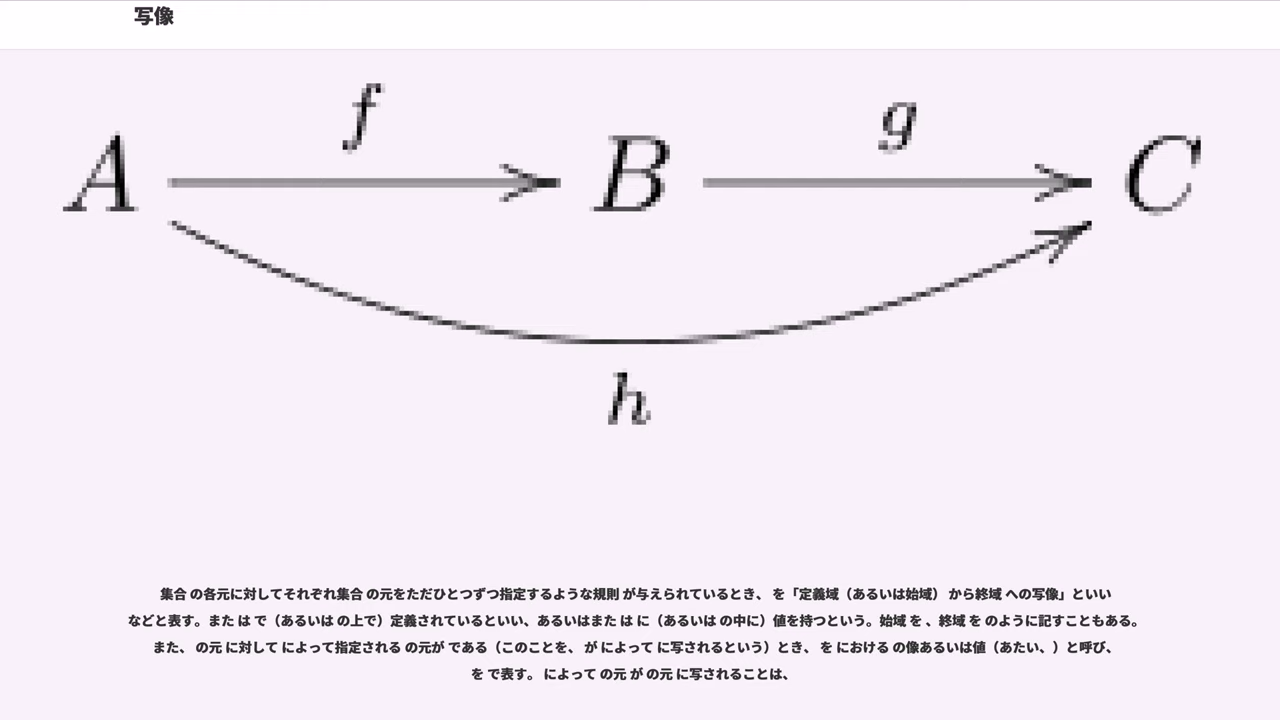 写像
f g
A B C
h
集合 の各元に対してそれぞれ集合 の元をただひとつずつ指定するような規則 が与えられているとき、 を「定義域（あるいは始域） から終域 への写像」といい
などと表す。また は で（あるいは の上で）定義されているといい、あるいはまた は に（あるいは の中に）値を持つという。始域 を 、終域 を のように記すこともある。
また、 の元 に対して によって指定される の元が である（このことを、 が によって に写されるという）とき、 を における の像あるいは値（あたい、）と呼び、
を で表す。 によって の元 が の元 に写されることは、